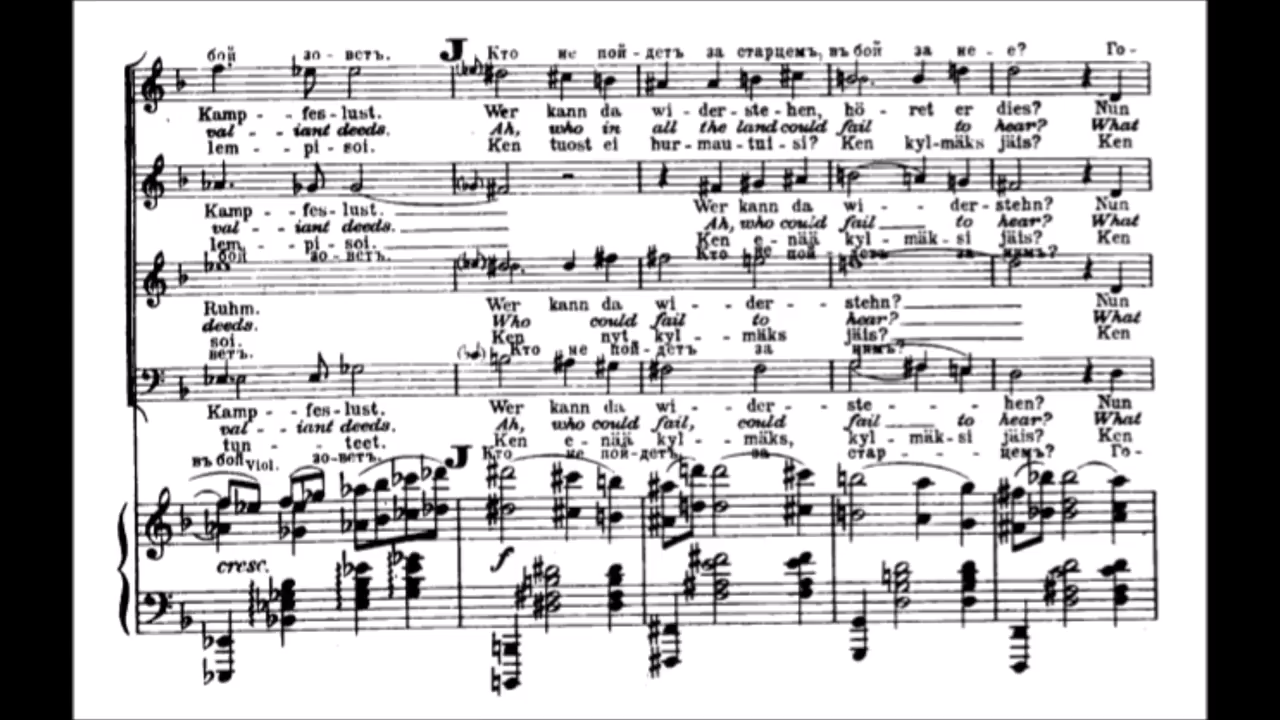 бой зо-ветъ. J Кто не пой-детъ за старцемъ, въ бой за не-е? Го-
Kamp--fes-lust. Wer kann da wi-der-ste-hen, hö-ret er dies? Nun
val--iant deeds. Ah, who in all the land could fail to hear? What
lem--pi-soi. Ken tuost ei hur-mau-tui-si? Ken kyl-mäks jäis? Ken
Kamp--fes-lust. Wer kann da wi--der-stehn? Nun
val--iant deeds. Ah, who could fail to hear? What
lem--pi-soi. Ken e-nää kyl-mäk-si jäis? Ken
бой зо-ветъ. Кто не пой-детъ за нимъ?
Ruhm. Wer kann da wi--der--stehn? Nun
deeds. Who could fail to hear? What
soi. Ken nyt kyl--mäks jäis? Ken
ветъ. Кто не пой-детъ за нимъ?
Kamp--fes-lust. Wer kann da wi--der--ste--hen? Nun
val--iant deeds. Ah, who could fail, could fail to hear? What
tun--teet. Ken e-nää kyl--mäks, kyl--mäk-si jäis? Ken
въ бой зо-ветъ. J Кто не пой-детъ, за стар--цемъ? Го-
Viol.
cresc. f